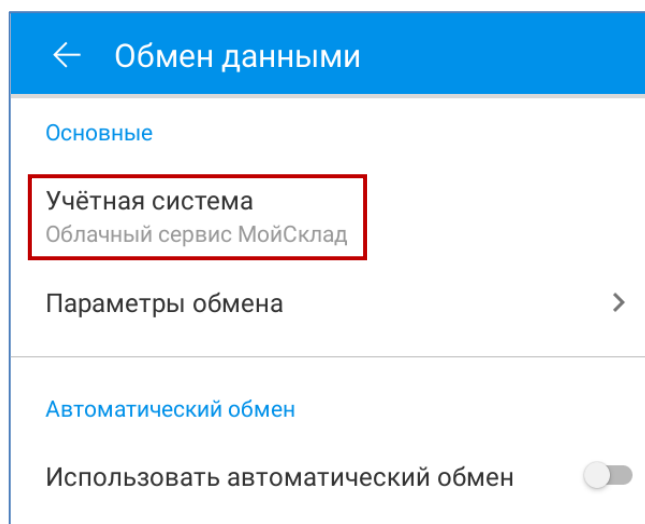 Обмен данными
Основные
Учётная система
Облачный сервис МойСклад
Параметры обмена
Автоматический обмен
Использовать автоматический обмен